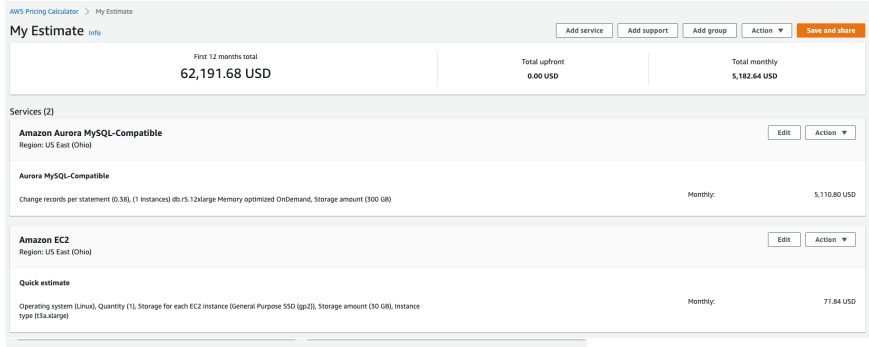 AWS Pricing Calculator > My Estimate
My Estimate Info
Add service Add support Add group Action ▼ Save and share
First 12 months total
62,191.68 USD
Total upfront
0.00 USD
Total monthly
5,182.64 USD
Services (2)
Amazon Aurora MySQL-Compatible
Edit Action ▼
Region: US East (Ohio)
Aurora MySQL-Compatible
Change records per statement (0.38), (1 instances) db.r5.12xlarge Memory optimized OnDemand, Storage amount (300 GB)
Monthly: 5,110.80 USD
Amazon EC2
Edit Action ▼
Region: US East (Ohio)
Quick estimate
Operating system (Linux), Quantity (1), Storage for each EC2 instance (General Purpose SSD (gp2)), Storage amount (30 GB), Instance
type (t3a.xlarge)
Monthly: 71.84 USD